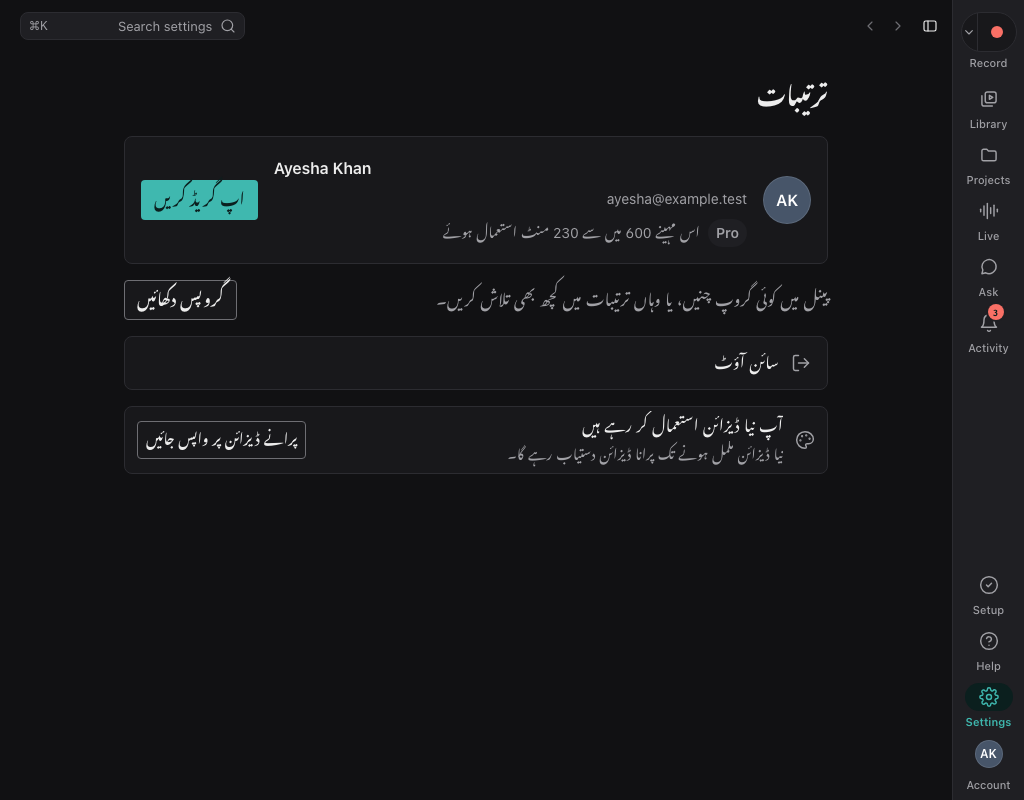 ⌘K
Search settings
Record
Library
Projects
Live
Ask
3
Activity
Setup
Help
Settings
AK
Account
ترتیبات
AK
Ayesha Khan
ayesha@example.test
Pro اس مہینے 600 میں سے 230 منٹ استعمال ہوئے
اپ گریڈ کریں
پینل میں کوئی گروپ چنیں، یا وہاں ترتیبات میں کچھ بھی تلاش کریں۔
گروپس دکھائیں
سائن آؤٹ
آپ نیا ڈیزائن استعمال کر رہے ہیں
نیا ڈیزائن مکمل ہونے تک پرانا ڈیزائن دستیاب رہے گا۔
پرانے ڈیزائن پر واپس جائیں